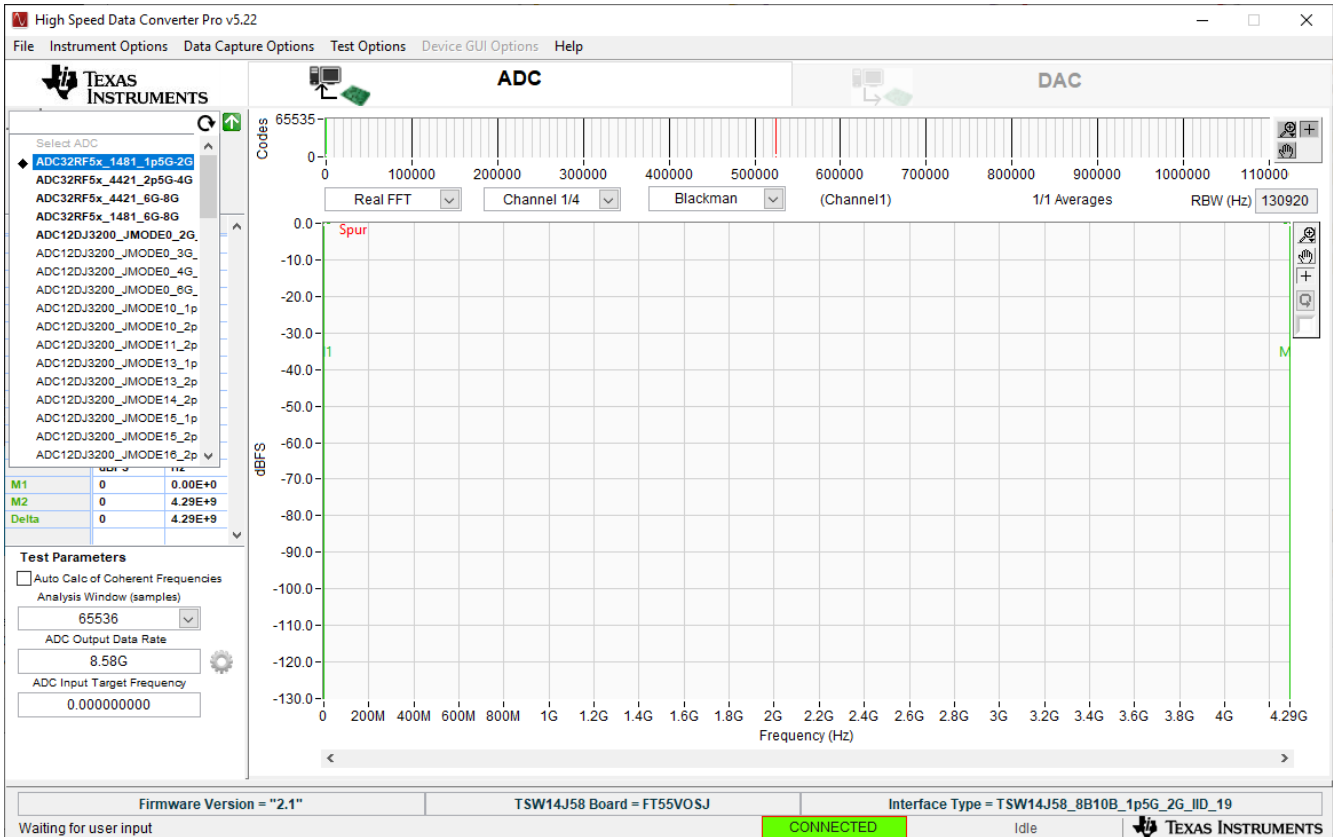 High Speed Data Converter Pro v5.22
File Instrument Options Data Capture Options Test Options Device GUI Options Help
TEXAS INSTRUMENTS
ADC
DAC
Select ADC
ADC32RF5x_1481_1p5G-2G
ADC32RF5x_4421_2p5G-4G
ADC32RF5x_4421_6G-8G
ADC32RF5x_1481_6G-8G
ADC12DJ3200_JMODE0_2G_
ADC12DJ3200_JMODE0_3G_
ADC12DJ3200_JMODE0_4G_
ADC12DJ3200_JMODE0_6G_
ADC12DJ3200_JMODE10_1p
ADC12DJ3200_JMODE10_2p
ADC12DJ3200_JMODE11_2p
ADC12DJ3200_JMODE13_1p
ADC12DJ3200_JMODE13_2p
ADC12DJ3200_JMODE14_2p
ADC12DJ3200_JMODE15_1p
ADC12DJ3200_JMODE15_2p
ADC12DJ3200_JMODE16_2p
M1 0 0.00E+0
M2 0 4.29E+9
Delta 0 4.29E+9
Test Parameters
Auto Calc of Coherent Frequencies
Analysis Window (samples)
65536
ADC Output Data Rate
8.58G
ADC Input Target Frequency
0.000000000
Codes
65535
0
0 100000 200000 300000 400000 500000 600000 700000 800000 900000 1000000 110000
Real FFT Channel 1/4 Blackman (Channel1) 1/1 Averages RBW (Hz) 130920
Spur
dBFS
0.0
-10.0
-20.0
-30.0
-40.0
-50.0
-60.0
-70.0
-80.0
-90.0
-100.0
-110.0
-120.0
-130.0
0 200M 400M 600M 800M 1G 1.2G 1.4G 1.6G 1.8G 2G 2.2G 2.4G 2.6G 2.8G 3G 3.2G 3.4G 3.6G 3.8G 4G 4.29G
Frequency (Hz)
Firmware Version = "2.1" TSW14J58 Board = FT55VOSJ Interface Type = TSW14J58_8B10B_1p5G_2G_IID_19
Waiting for user input CONNECTED Idle TEXAS INSTRUMENTS